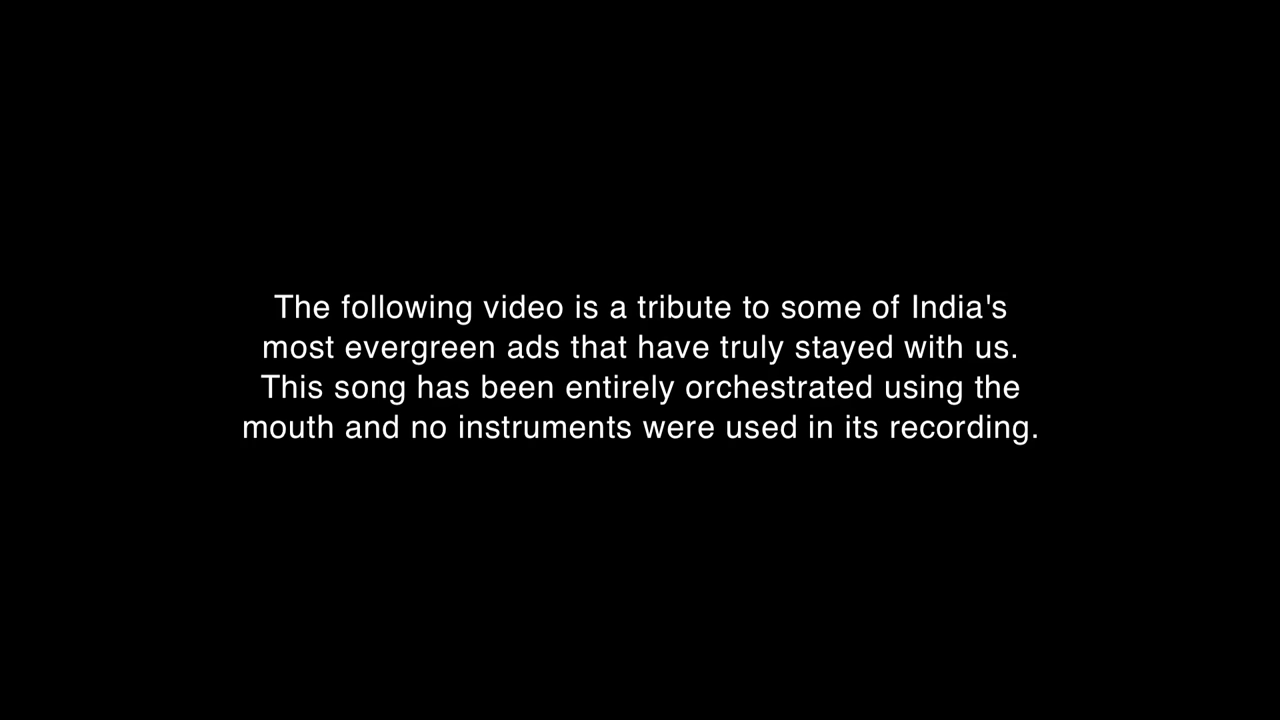 The following video is a tribute to some of India's
most evergreen ads that have truly stayed with us.
This song has been entirely orchestrated using the
mouth and no instruments were used in its recording.